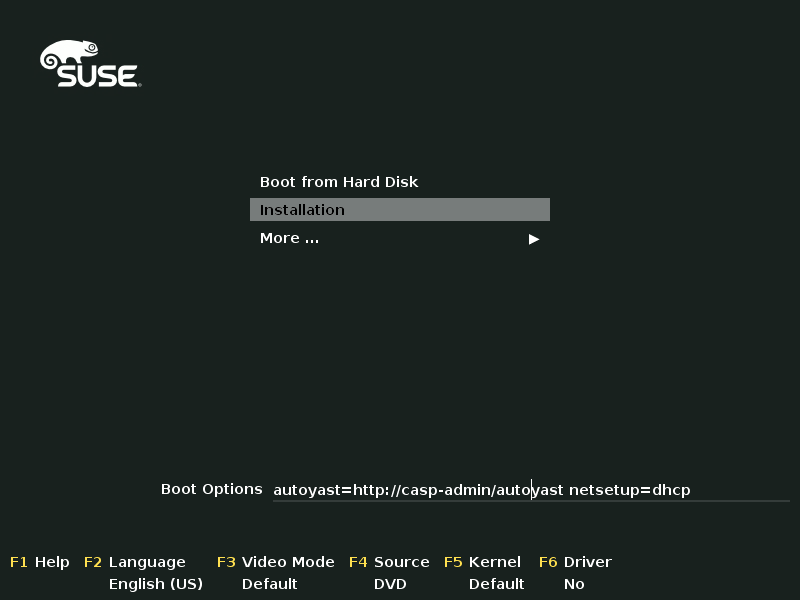 SUSE
Boot from Hard Disk
Installation
More ...
Boot Options autoyast=http://casp-admin/autoyast netsetup=dhcp
F1 Help F2 Language F3 Video Mode F4 Source F5 Kernel F6 Driver
English (US) Default DVD Default No